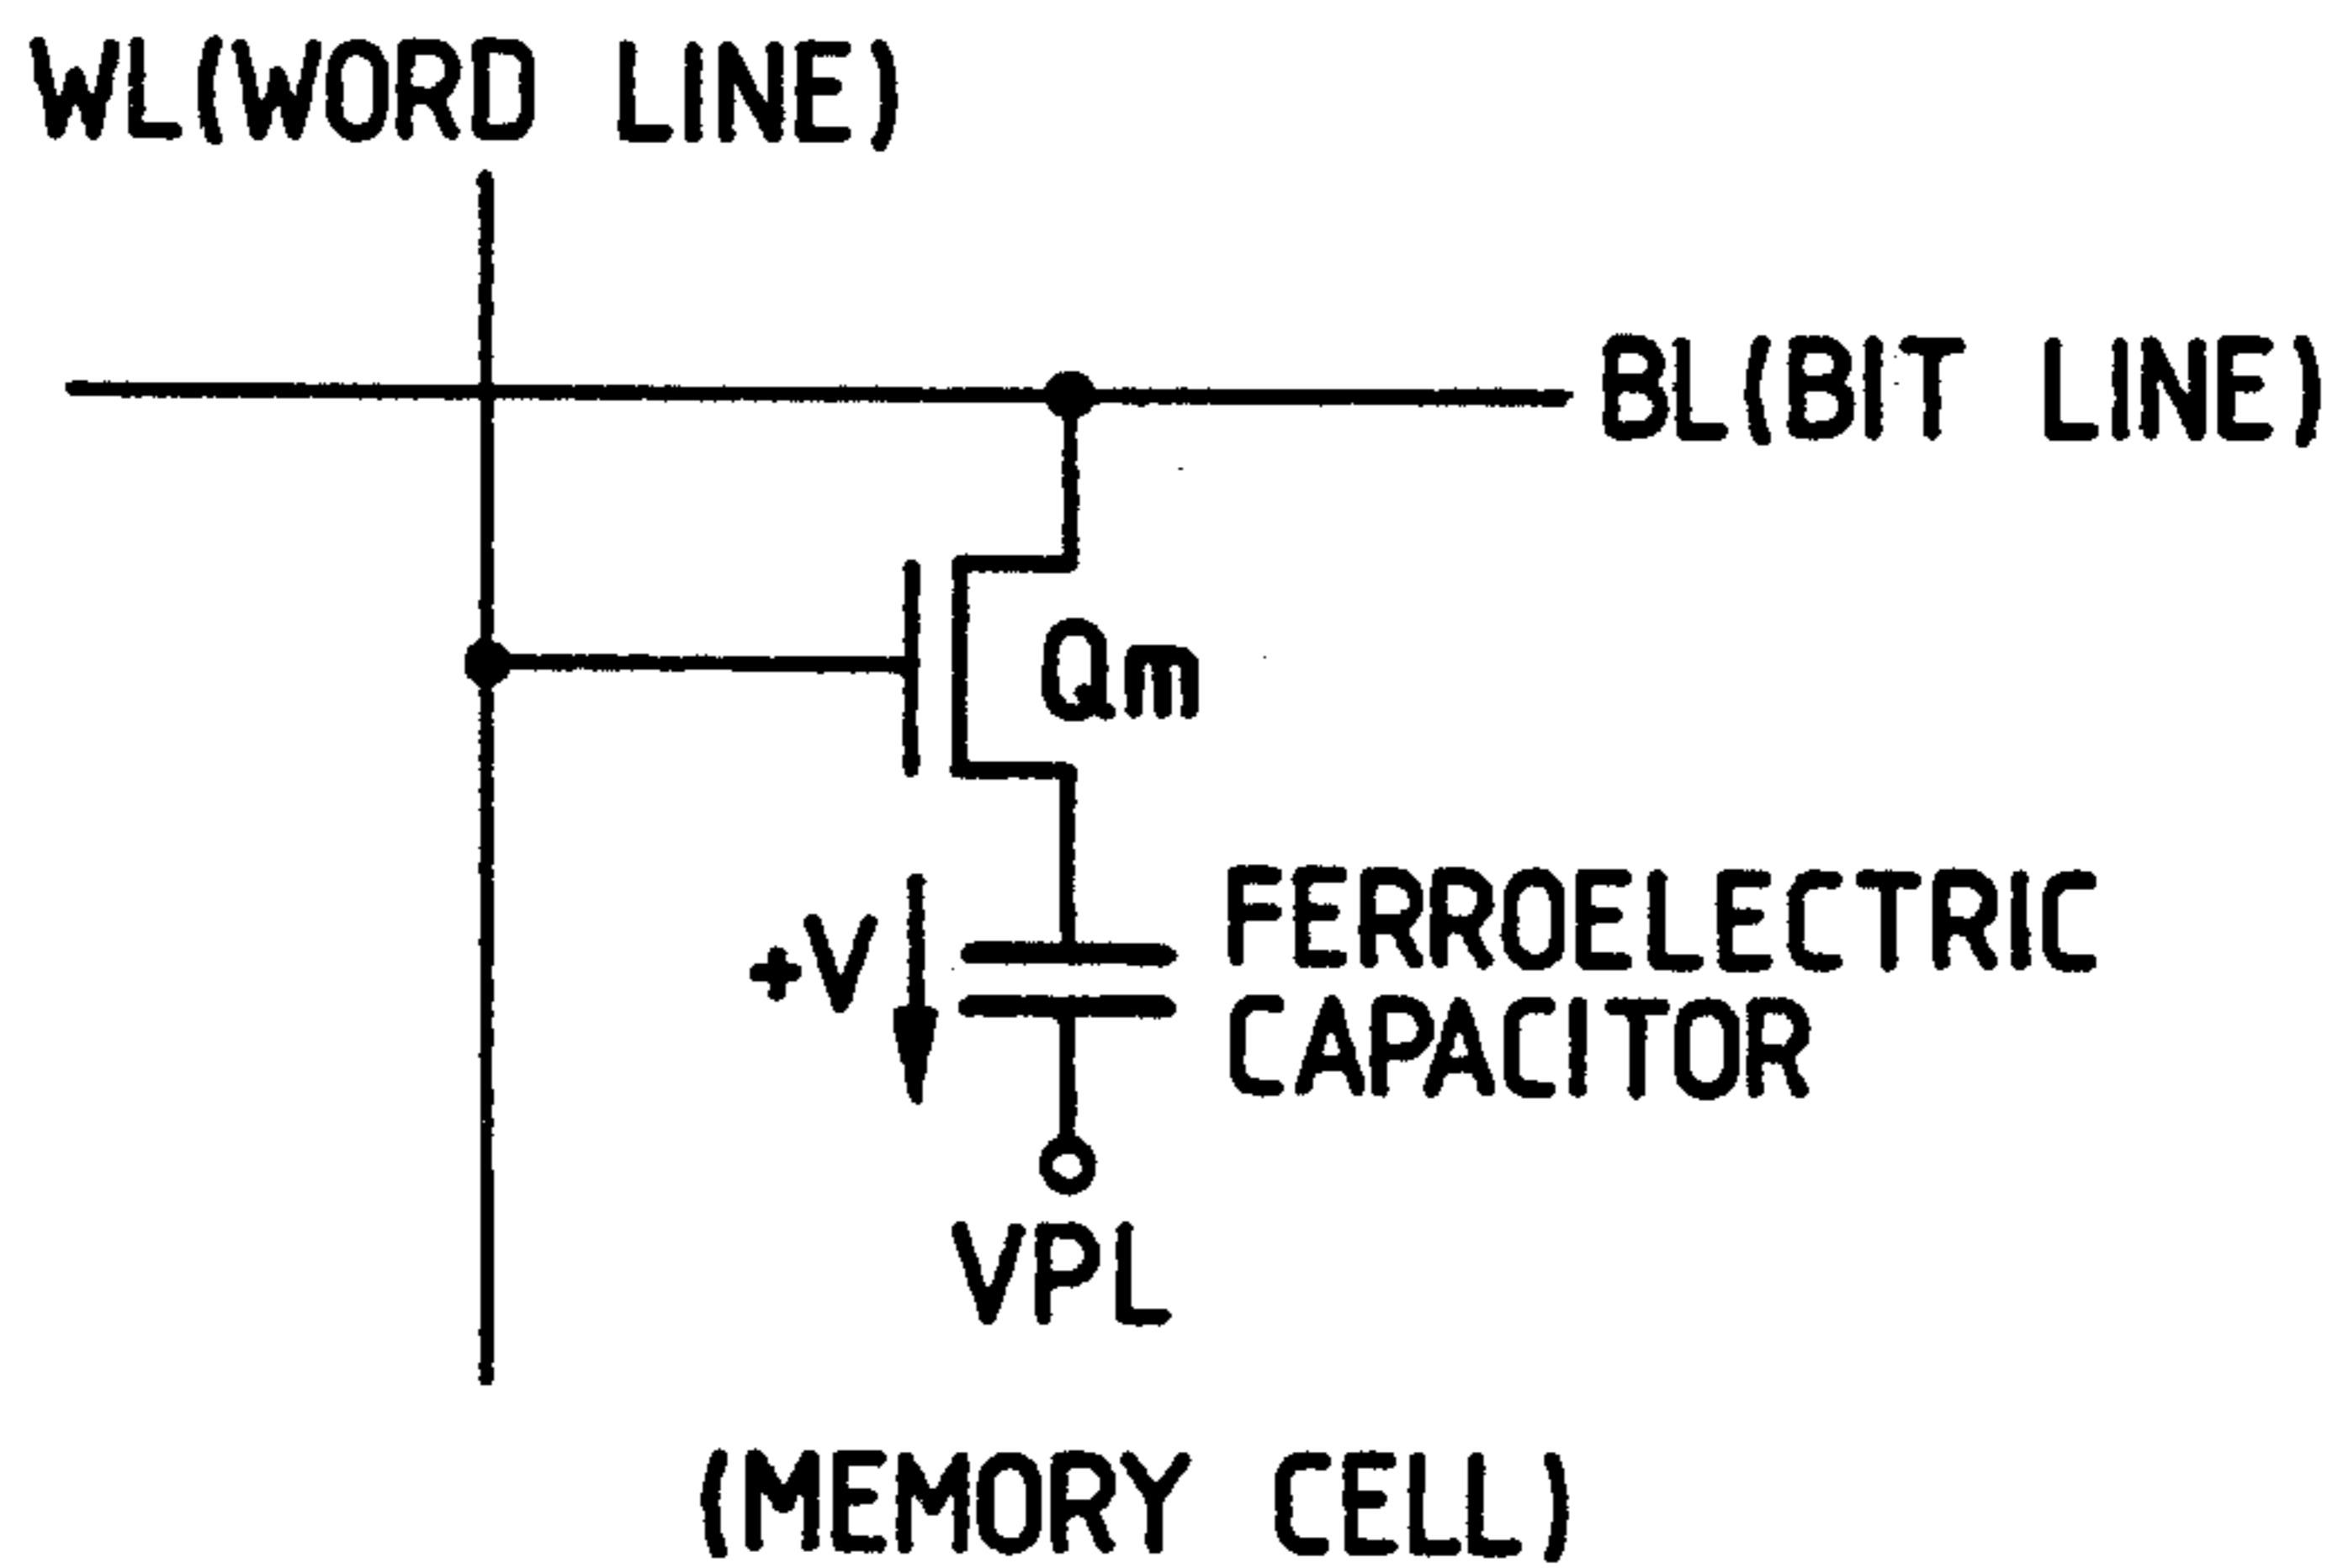 WL(WORD LINE)
BL(BIT LINE)
Qm
+V
FERROELECTRIC
CAPACITOR
VPL
(MEMORY CELL)